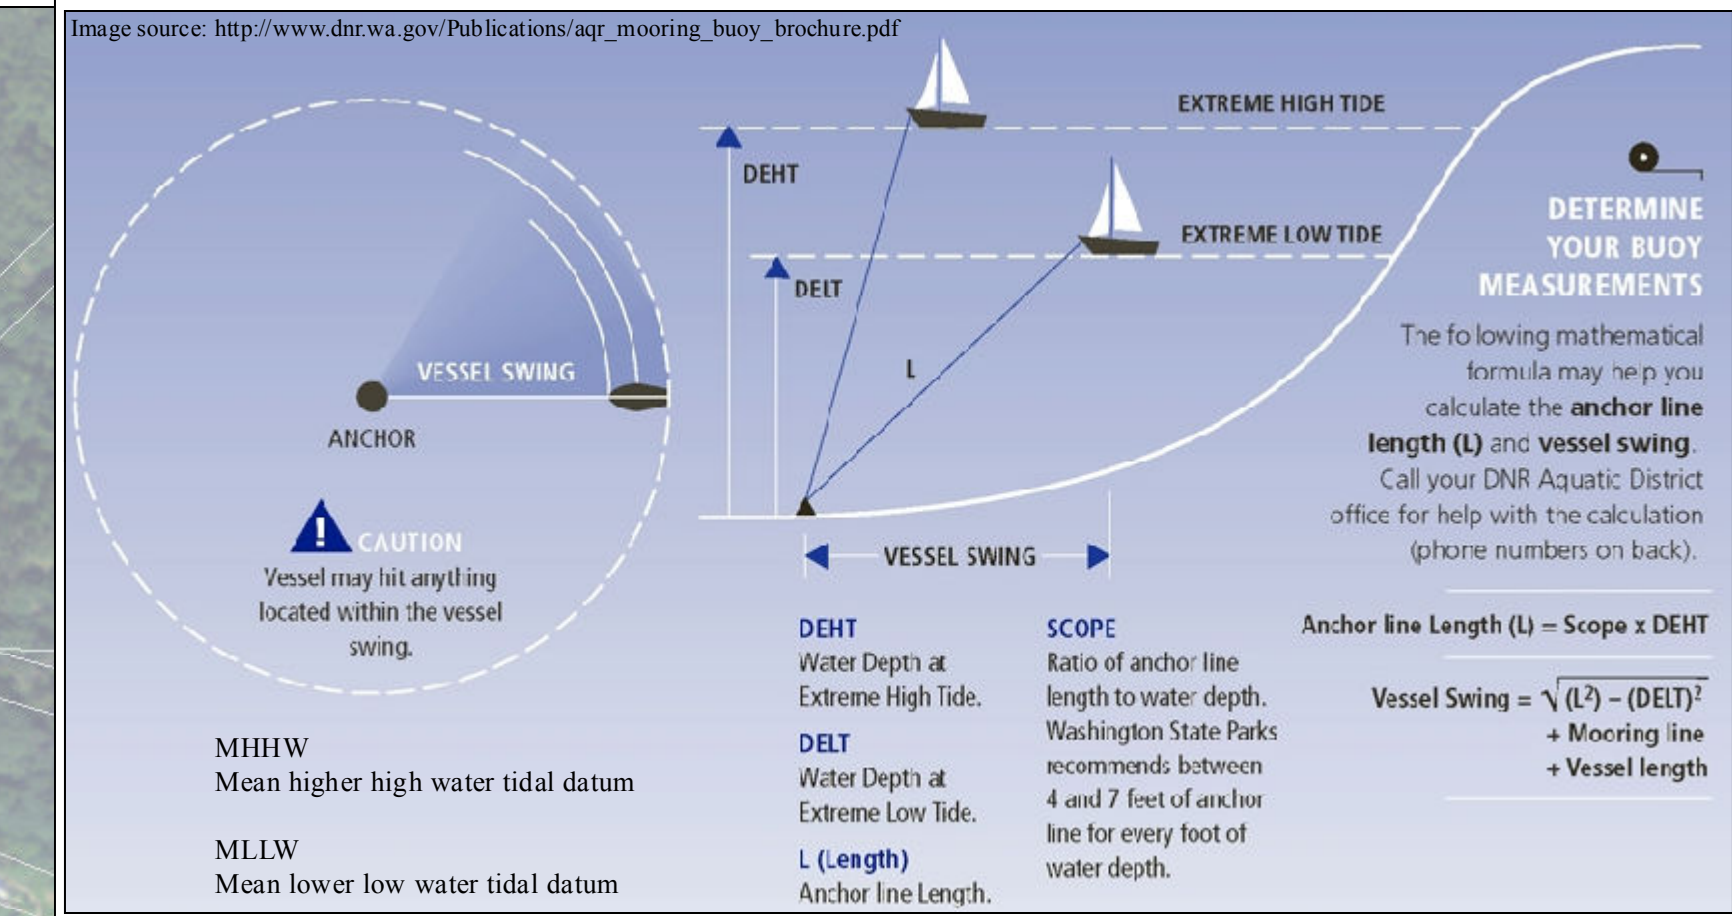 Image source: http://www.dnr.wa.gov/Publications/aqr_mooring_buoy_brochure.pdf
VESSEL SWING
ANCHOR
!
CAUTION
Vessel may hit anything
located within the vessel
swing.
MHHW
Mean higher high water tidal datum
MLLW
Mean lower low water tidal datum
EXTREME HIGH TIDE
DEHT
EXTREME LOW TIDE
DELT
L
VESSEL SWING
DEHT
Water Depth at
Extreme High Tide.
DELT
Water Depth at
Extreme Low Tide.
L (Length)
Anchor line Length.
SCOPE
Ratio of anchor line
length to water depth.
Washington State Parks
recommends between
4 and 7 feet of anchor
line for every foot of
water depth.
DETERMINE
YOUR BUOY
MEASUREMENTS
The following mathematical
formula may help you
calculate the anchor line
length (L) and vessel swing.
Call your DNR Aquatic District
office for help with the calculation
(phone numbers on back).
Anchor line Length (L) = Scope x DEHT
Vessel Swing = √(L²) – (DELT)²
+ Mooring line
+ Vessel length